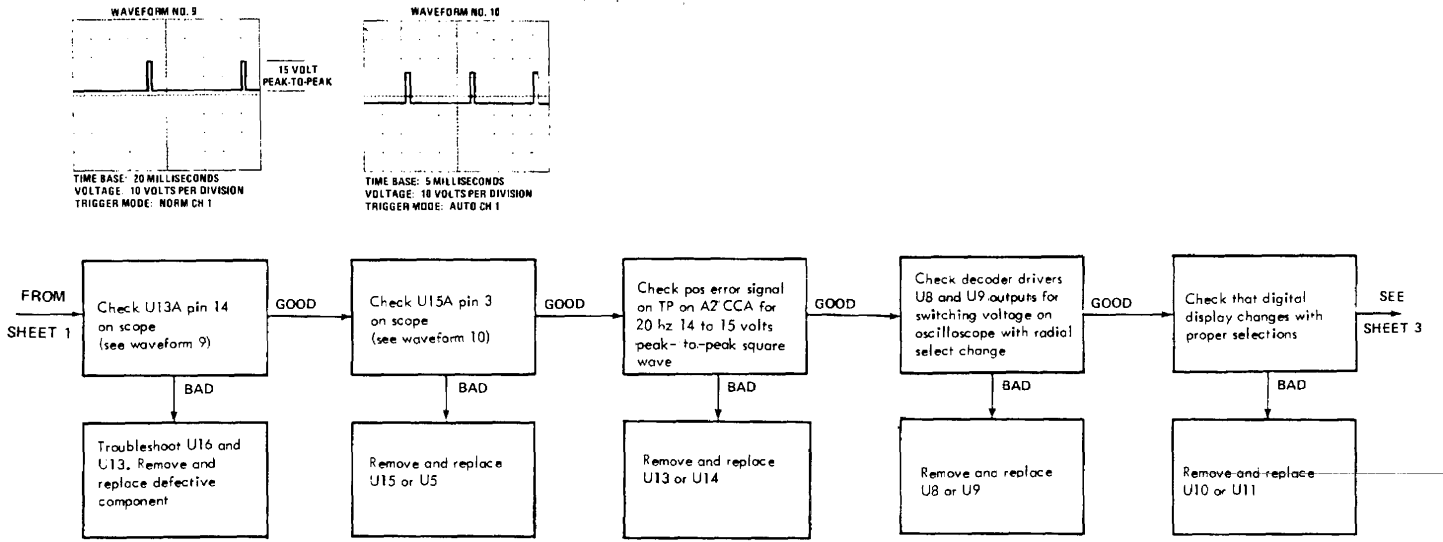 WAVEFORM NO. 9
15 VOLT
PEAK-TO-PEAK
TIME BASE: 20 MILLISECONDS
VOLTAGE: 10 VOLTS PER DIVISION
TRIGGER MODE: NORM CH 1
WAVEFORM NO. 10
TIME BASE: 5 MILLISECONDS
VOLTAGE: 10 VOLTS PER DIVISION
TRIGGER MODE: AUTO CH 1
FROM
SHEET 1
Check U13A pin 14
on scope
(see waveform 9)
GOOD
Check U15A pin 3
on scope
(see waveform 10)
GOOD
Check pos error signal
on TP on A2 CCA for
20 hz 14 to 15 volts
peak- to-peak square
wave
GOOD
Check decoder drivers
U8 and U9 outputs for
switching voltage on
oscilloscope with radial
select change
GOOD
Check that digital
display changes with
proper selections
SEE
SHEET 3
BAD
BAD
BAD
BAD
BAD
Troubleshoot U16 and
U13. Remove and
replace defective
component
Remove and replace
U15 or U5
Remove and replace
U13 or U14
Remove and replace
U8 or U9
Remove and replace
U10 or U11